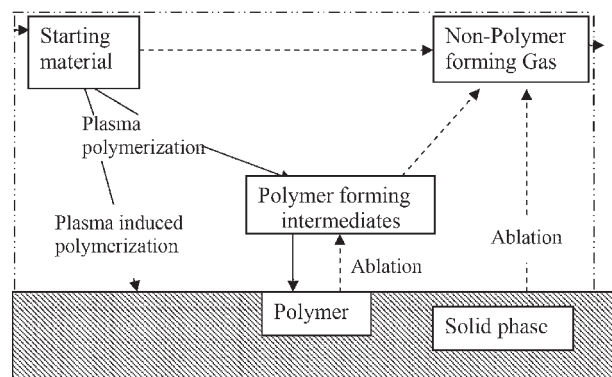 Starting
material
Non-Polymer
forming Gas
Plasma
polymerization
Polymer forming
intermediates
Plasma induced
polymerization
Ablation
Ablation
Polymer
Solid phase